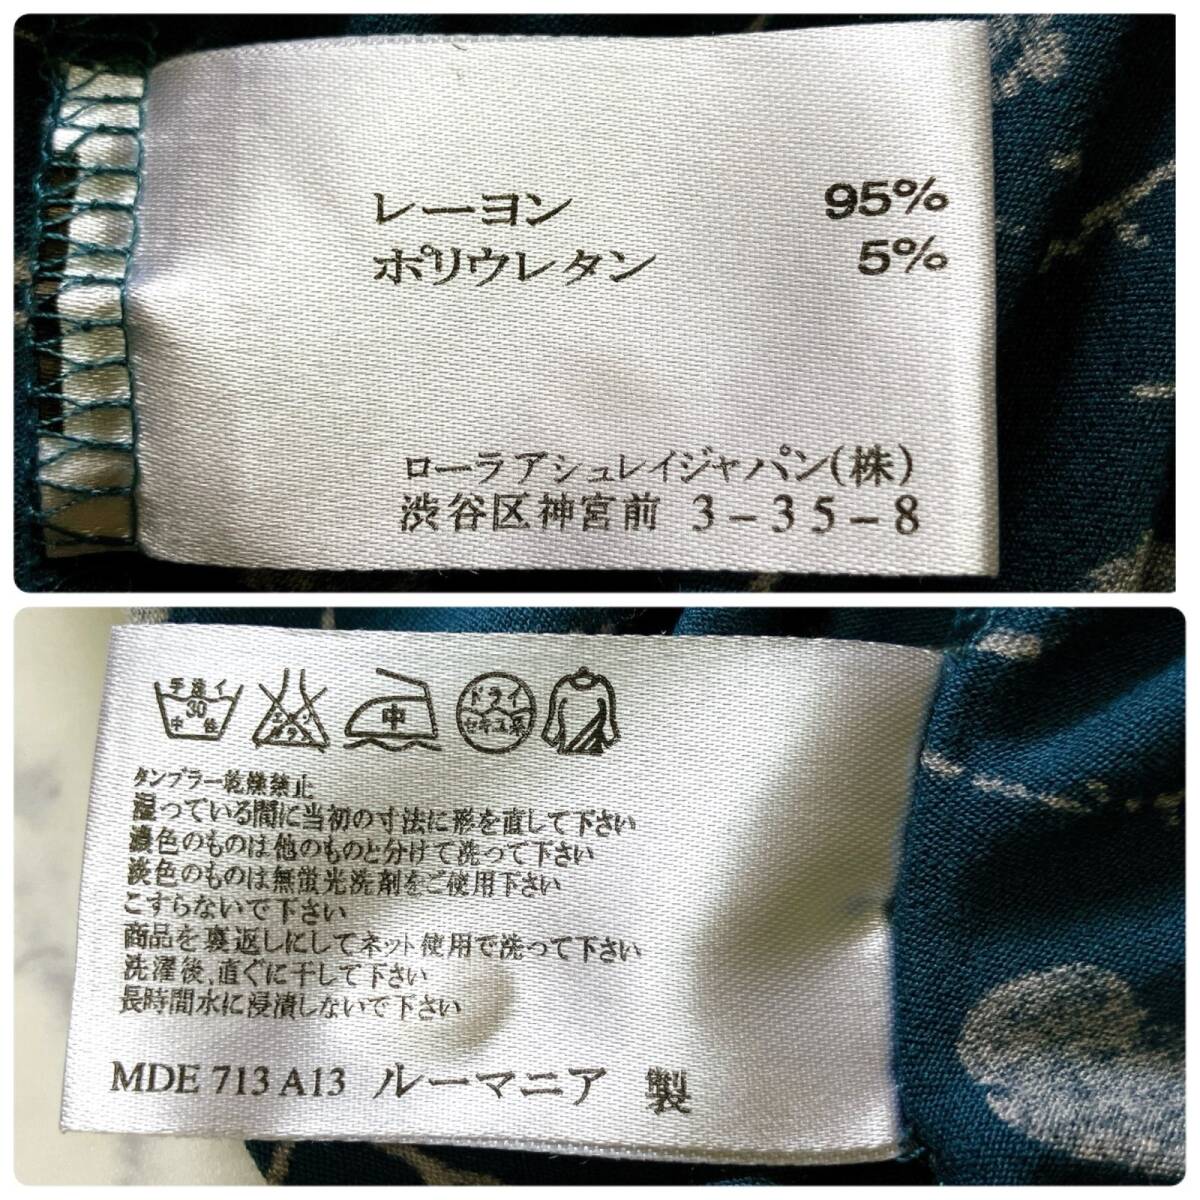 レーヨン 95%
ポリウレタン 5%
ローラアシュレイジャパン(株)
渋谷区神宮前 3-35-8
手洗イ
30
中性
エンソサラシ
中
ドライ
セキユ系
タンブラー乾燥禁止
湿っている間に当初の寸法に形を直して下さい
濃色のものは他のものと分けて洗って下さい
淡色のものは無蛍光洗剤をご使用下さい
こすらないで下さい
商品を裏返しにしてネット使用で洗って下さい
洗濯後,直ぐに干して下さい
長時間水に浸漬しないで下さい
MDE 713 A13 ルーマニア 製